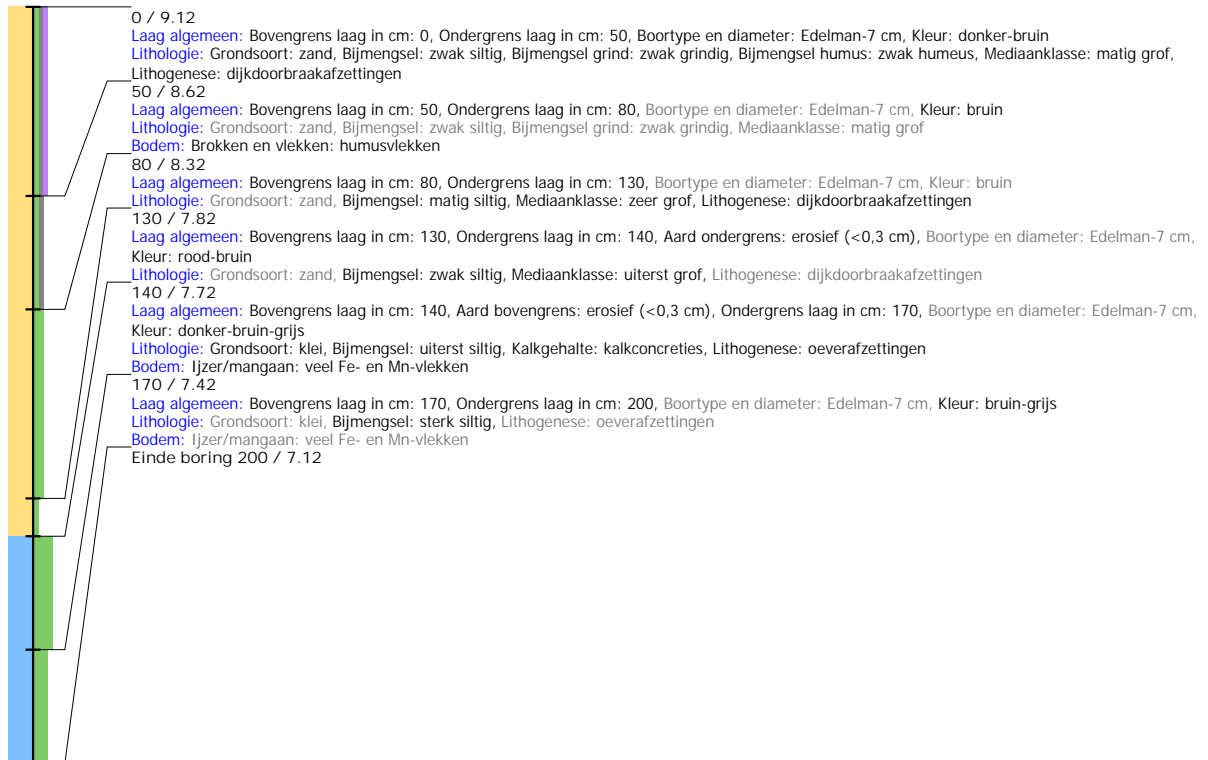 0 / 9.12
Laag algemeen: Bovengrens laag in cm: 0, Ondergrens laag in cm: 50, Boortype en diameter: Edelman-7 cm, Kleur: donker-bruin
Lithologie: Grondsoort: zand, Bijmengsel: zwak siltig, Bijmengsel grind: zwak grindig, Bijmengsel humus: zwak humeus, Mediaanklasse: matig grof,
Lithogenese: dijkdoorbraakafzettingen
50 / 8.62
Laag algemeen: Bovengrens laag in cm: 50, Ondergrens laag in cm: 80, Boortype en diameter: Edelman-7 cm, Kleur: bruin
Lithologie: Grondsoort: zand, Bijmengsel: zwak siltig, Bijmengsel grind: zwak grindig, Mediaanklasse: matig grof
Bodem: Brokken en vlekken: humusvlekken
80 / 8.32
Laag algemeen: Bovengrens laag in cm: 80, Ondergrens laag in cm: 130, Boortype en diameter: Edelman-7 cm, Kleur: bruin
Lithologie: Grondsoort: zand, Bijmengsel: matig siltig, Mediaanklasse: zeer grof, Lithogenese: dijkdoorbraakafzettingen
130 / 7.82
Laag algemeen: Bovengrens laag in cm: 130, Ondergrens laag in cm: 140, Aard ondergrens: erosief (<0,3 cm), Boortype en diameter: Edelman-7 cm,
Kleur: rood-bruin
Lithologie: Grondsoort: zand, Bijmengsel: zwak siltig, Mediaanklasse: uiterst grof, Lithogenese: dijkdoorbraakafzettingen
140 / 7.72
Laag algemeen: Bovengrens laag in cm: 140, Aard bovengrens: erosief (<0,3 cm), Ondergrens laag in cm: 170, Boortype en diameter: Edelman-7 cm,
Kleur: donker-bruin-grijs
Lithologie: Grondsoort: klei, Bijmengsel: uiterst siltig, Kalkgehalte: kalkconcreties, Lithogenese: oeverafzettingen
Bodem: Ijzer/mangaan: veel Fe- en Mn-vlekken
170 / 7.42
Laag algemeen: Bovengrens laag in cm: 170, Ondergrens laag in cm: 200, Boortype en diameter: Edelman-7 cm, Kleur: bruin-grijs
Lithologie: Grondsoort: klei, Bijmengsel: sterk siltig, Lithogenese: oeverafzettingen
Bodem: Ijzer/mangaan: veel Fe- en Mn-vlekken
Einde boring 200 / 7.12